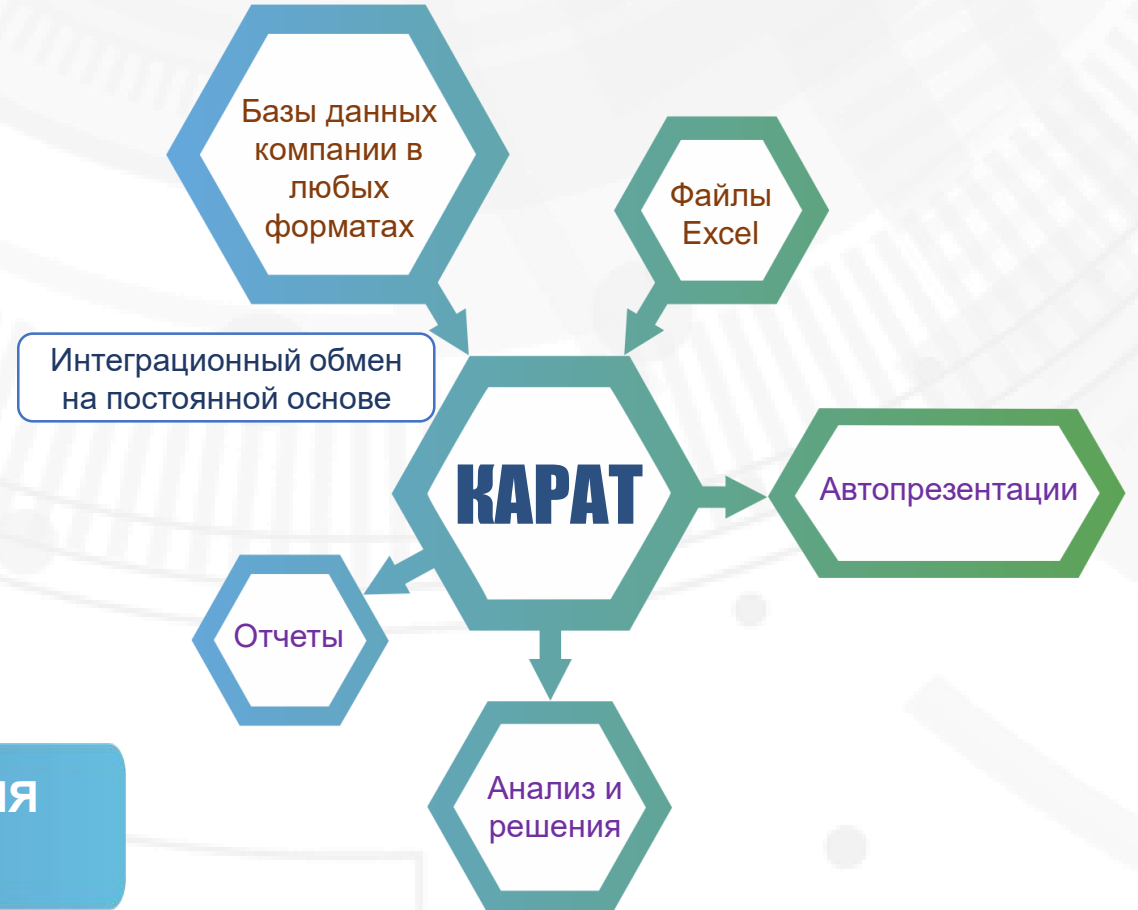 Базы данных
компании в
любых
форматах
Файлы
Excel
Интеграционный обмен
на постоянной основе
КАРАТ
Автопрезентации
Отчеты
Анализ и
решения